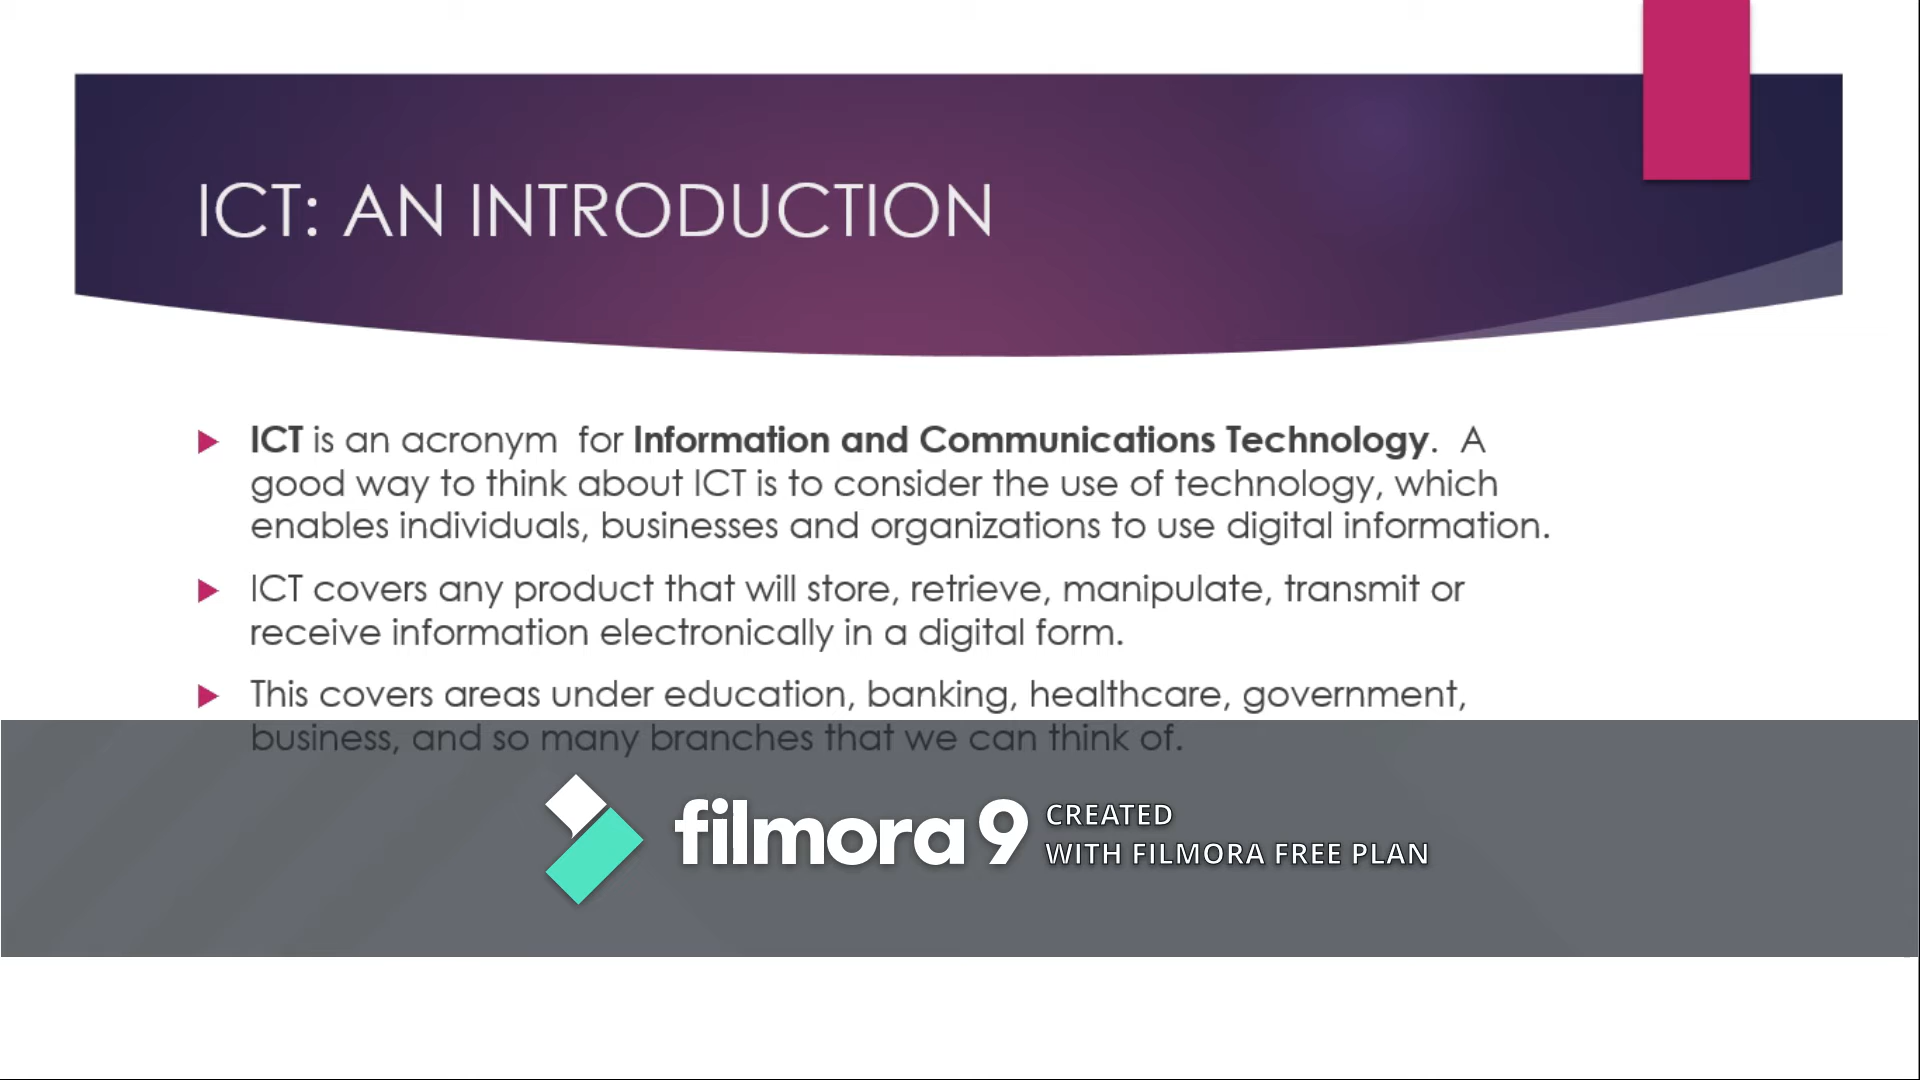 ICT: AN INTRODUCTION
ICT is an acronym  for Information and Communications Technology.  A
good way to think about ICT is to consider the use of technology, which
enables individuals, businesses and organizations to use digital information.
ICT covers any product that will store, retrieve, manipulate, transmit or
receive information electronically in a digital form.
This covers areas under education, banking, healthcare, government,
business, and so many branches that we can think of.
filmora 9 CREATED
WITH FILMORA FREE PLAN